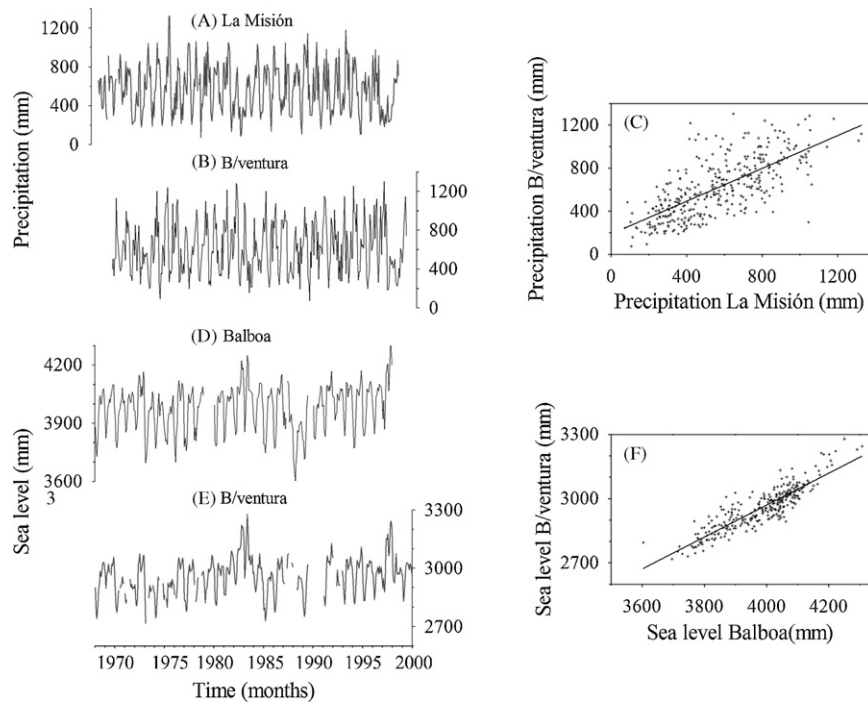 (A) La Misión
1200
800
400
0
Precipitation (mm)
(B) B/ventura
1200
800
400
0
(C)
1200
800
400
0
Precipitation B/ventura (mm)
400
800
1200
Precipitation La Misión (mm)
(D) Balboa
4200
3900
3600
3
Sea level (mm)
(E) B/ventura
3300
3000
2700
1970
1975
1980
1985
1990
1995
2000
Time (months)
(F)
3300
3000
2700
Sea level B/ventura (mm)
3600
3800
4000
4200
Sea level Balboa(mm)